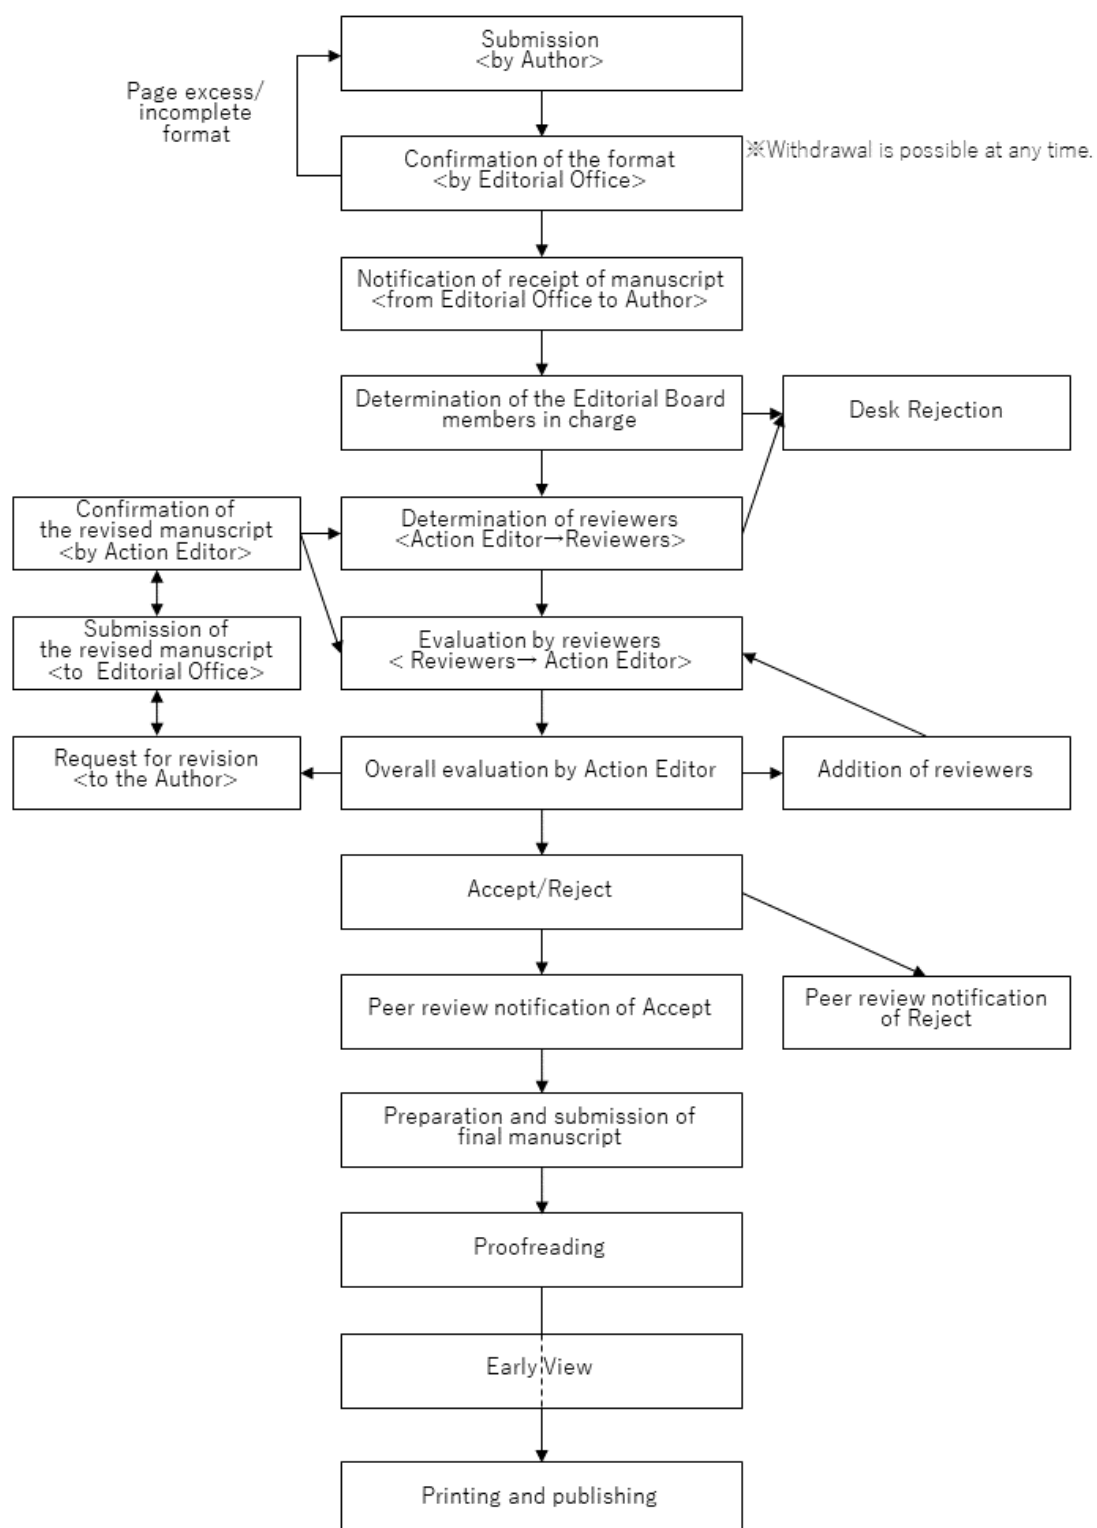 Submission
<by Author>
Page excess/
incomplete
format
Confirmation of the format
<by Editorial Office>
※Withdrawal is possible at any time.
Notification of receipt of manuscript
<from Editorial Office to Author>
Determination of the Editorial Board
members in charge
Desk Rejection
Confirmation of
the revised manuscript
<by Action Editor>
Determination of reviewers
<Action Editor→Reviewers>
Submission of
the revised manuscript
<to Editorial Office>
Evaluation by reviewers
< Reviewers→ Action Editor>
Request for revision
<to the Author>
Overall evaluation by Action Editor
Addition of reviewers
Accept/Reject
Peer review notification of Accept
Peer review notification
of Reject
Preparation and submission of
final manuscript
Proofreading
Early View
Printing and publishing